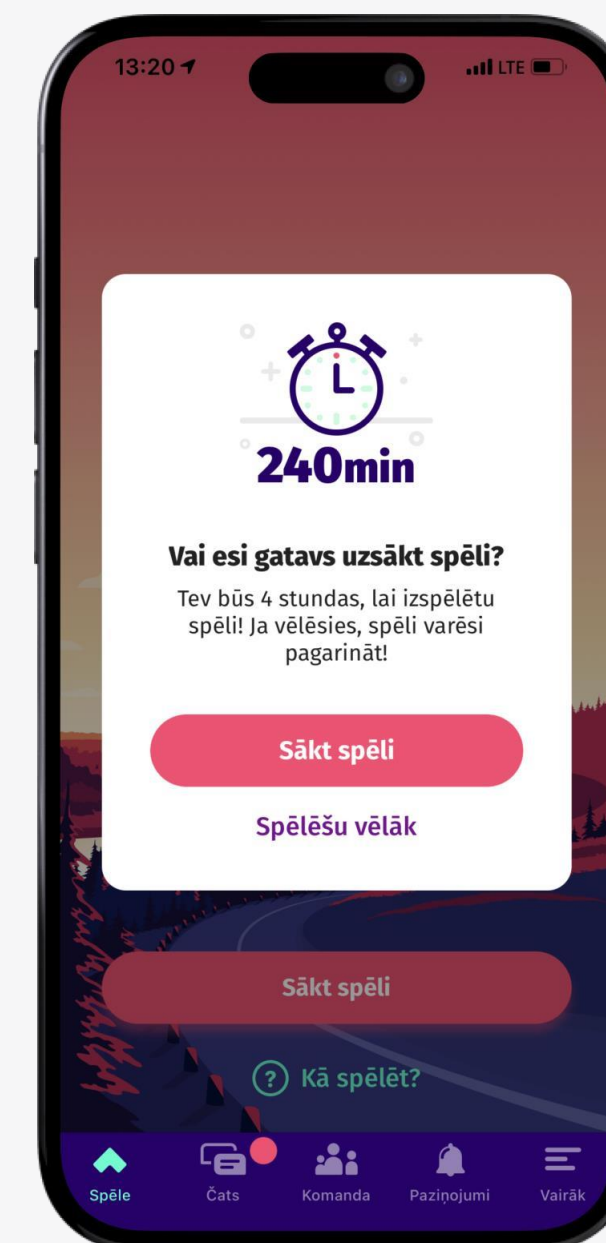 13:20
LTE
240min
Vai esi gatavs uzsākt spēli?
Tev būs 4 stundas, lai izspēlētu
spēli! Ja vēlēsies, spēli varēsi
pagarināt!
Sākt spēli
Spēlēšu vēlāk
Sākt spēli
? Kā spēlēt?
Spēle Čats Komanda Paziņojumi Vairāk